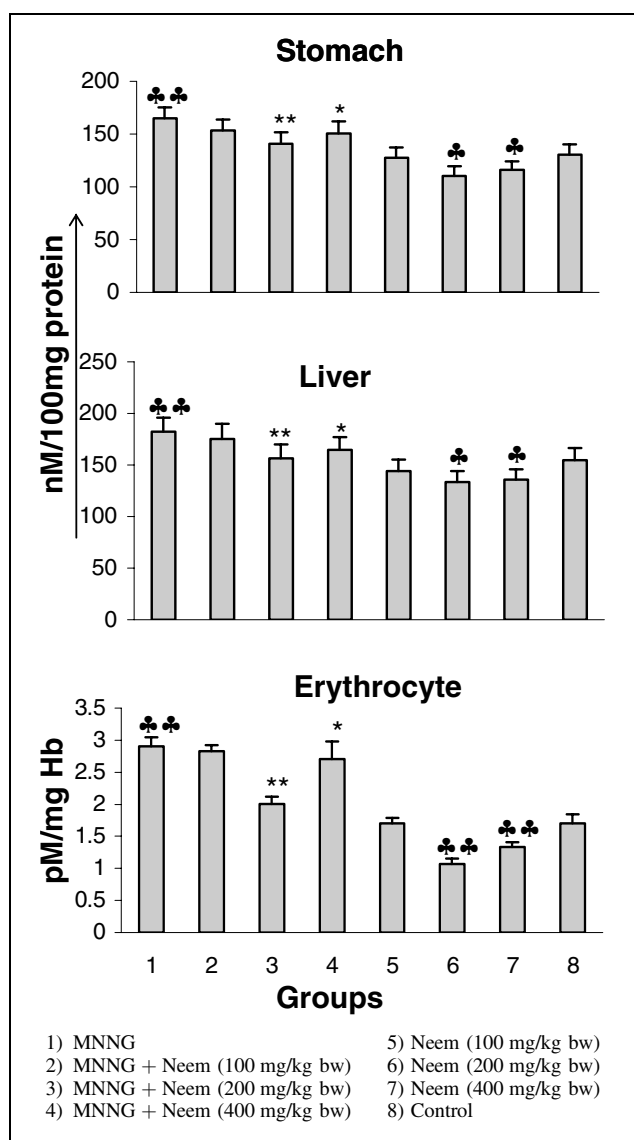 Stomach
200
150
100
50
0
♣♣
**
*
♣
♣
nM/100mg protein
Liver
250
200
150
100
50
0
♣♣
**
*
♣
♣
Erythrocyte
3.5
3
2.5
2
1.5
1
0.5
0
pM/mg Hb
♣♣
**
*
♣♣
♣♣
1 2 3 4 5 6 7 8
Groups
1) MNNG
2) MNNG + Neem (100 mg/kg bw)
3) MNNG + Neem (200 mg/kg bw)
4) MNNG + Neem (400 mg/kg bw)
5) Neem (100 mg/kg bw)
6) Neem (200 mg/kg bw)
7) Neem (400 mg/kg bw)
8) Control